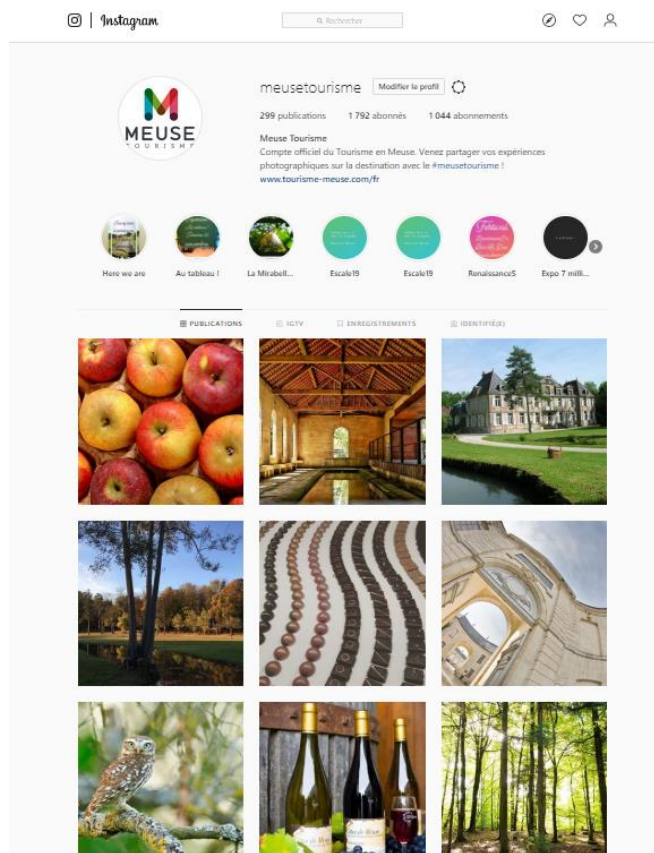 Instagram
Rechercher
MEUSE
TOURISME
meusetourisme Modifier le profil
299 publications 1 792 abonnés 1 044 abonnements
Meuse Tourisme
Compte officiel du Tourisme en Meuse. Venez partager vos expériences
photographiques sur la destination avec le #meusetourisme !
www.tourisme-meuse.com/fr
Here we are Au tableau ! La Mirabell... Escale19 Escale19 RenaissanceS Expo 7 milli...
PUBLICATIONS IGTV ENREGISTREMENTS IDENTIFIÉ(E)